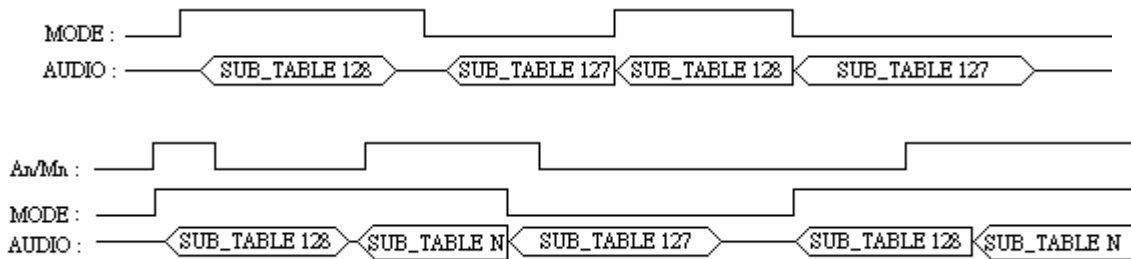 MODE :
AUDIO : SUB_TABLE 128 SUB_TABLE 127 SUB_TABLE 128 SUB_TABLE 127
An/Mn :
MODE :
AUDIO : SUB_TABLE 128 SUB_TABLE N SUB_TABLE 127 SUB_TABLE 128 SUB_TABLE N